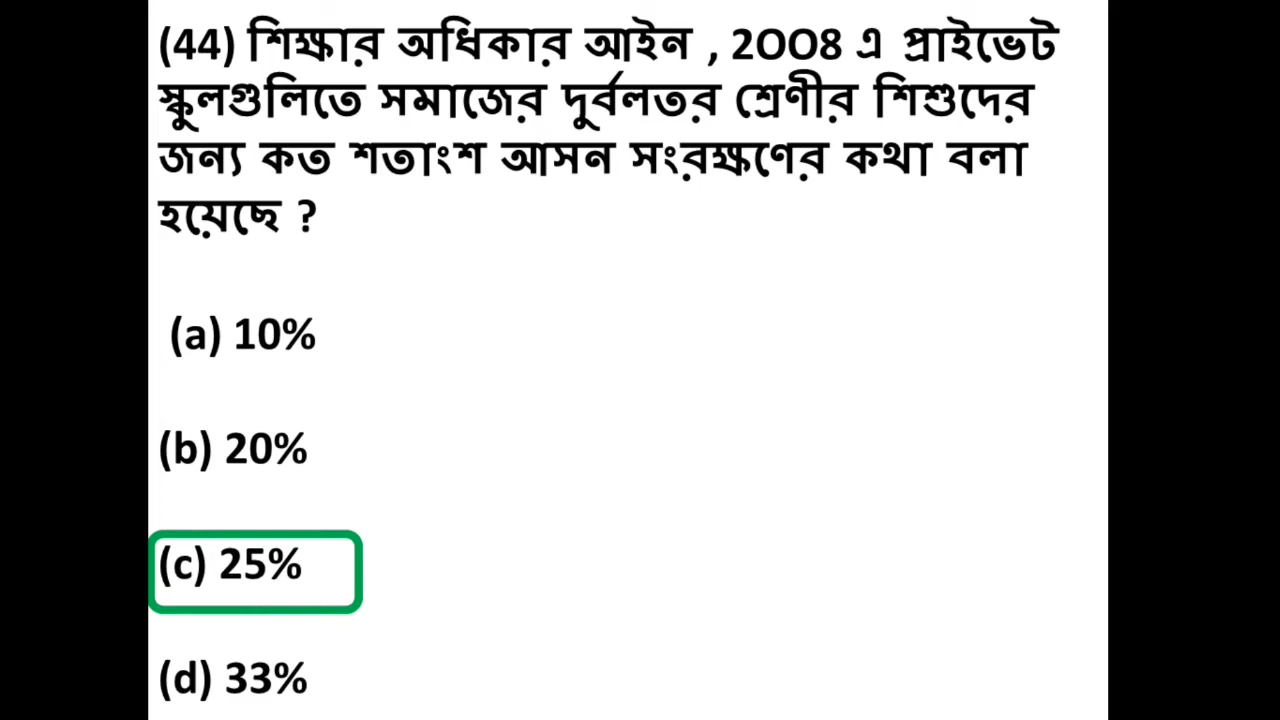 (44) শিক্ষার অধিকার আইন , 2OO8 এ প্রাইভেট
স্কুলগুলিতে সমাজের দুর্বলতর শ্রেণীর শিশুদের
জন্য কত শতাংশ আসন সংরক্ষণের কথা বলা
হয়েছে ?
(a) 10%
(b) 20%
(c) 25%
(d) 33%